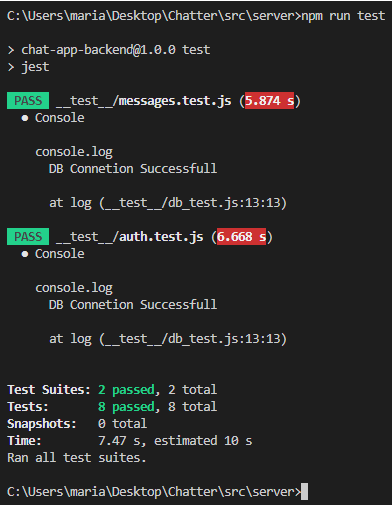 C:\Users\maria\Desktop\Chatter\src\server>npm run test
> chat-app-backend@1.0.0 test
> jest
PASS __test__/messages.test.js (5.874 s)
● Console
console.log
DB Connetion Successfull
at log (__test__/db_test.js:13:13)
PASS __test__/auth.test.js (6.668 s)
● Console
console.log
DB Connetion Successfull
at log (__test__/db_test.js:13:13)
Test Suites: 2 passed, 2 total
Tests: 8 passed, 8 total
Snapshots: 0 total
Time: 7.47 s, estimated 10 s
Ran all test suites.
C:\Users\maria\Desktop\Chatter\src\server>